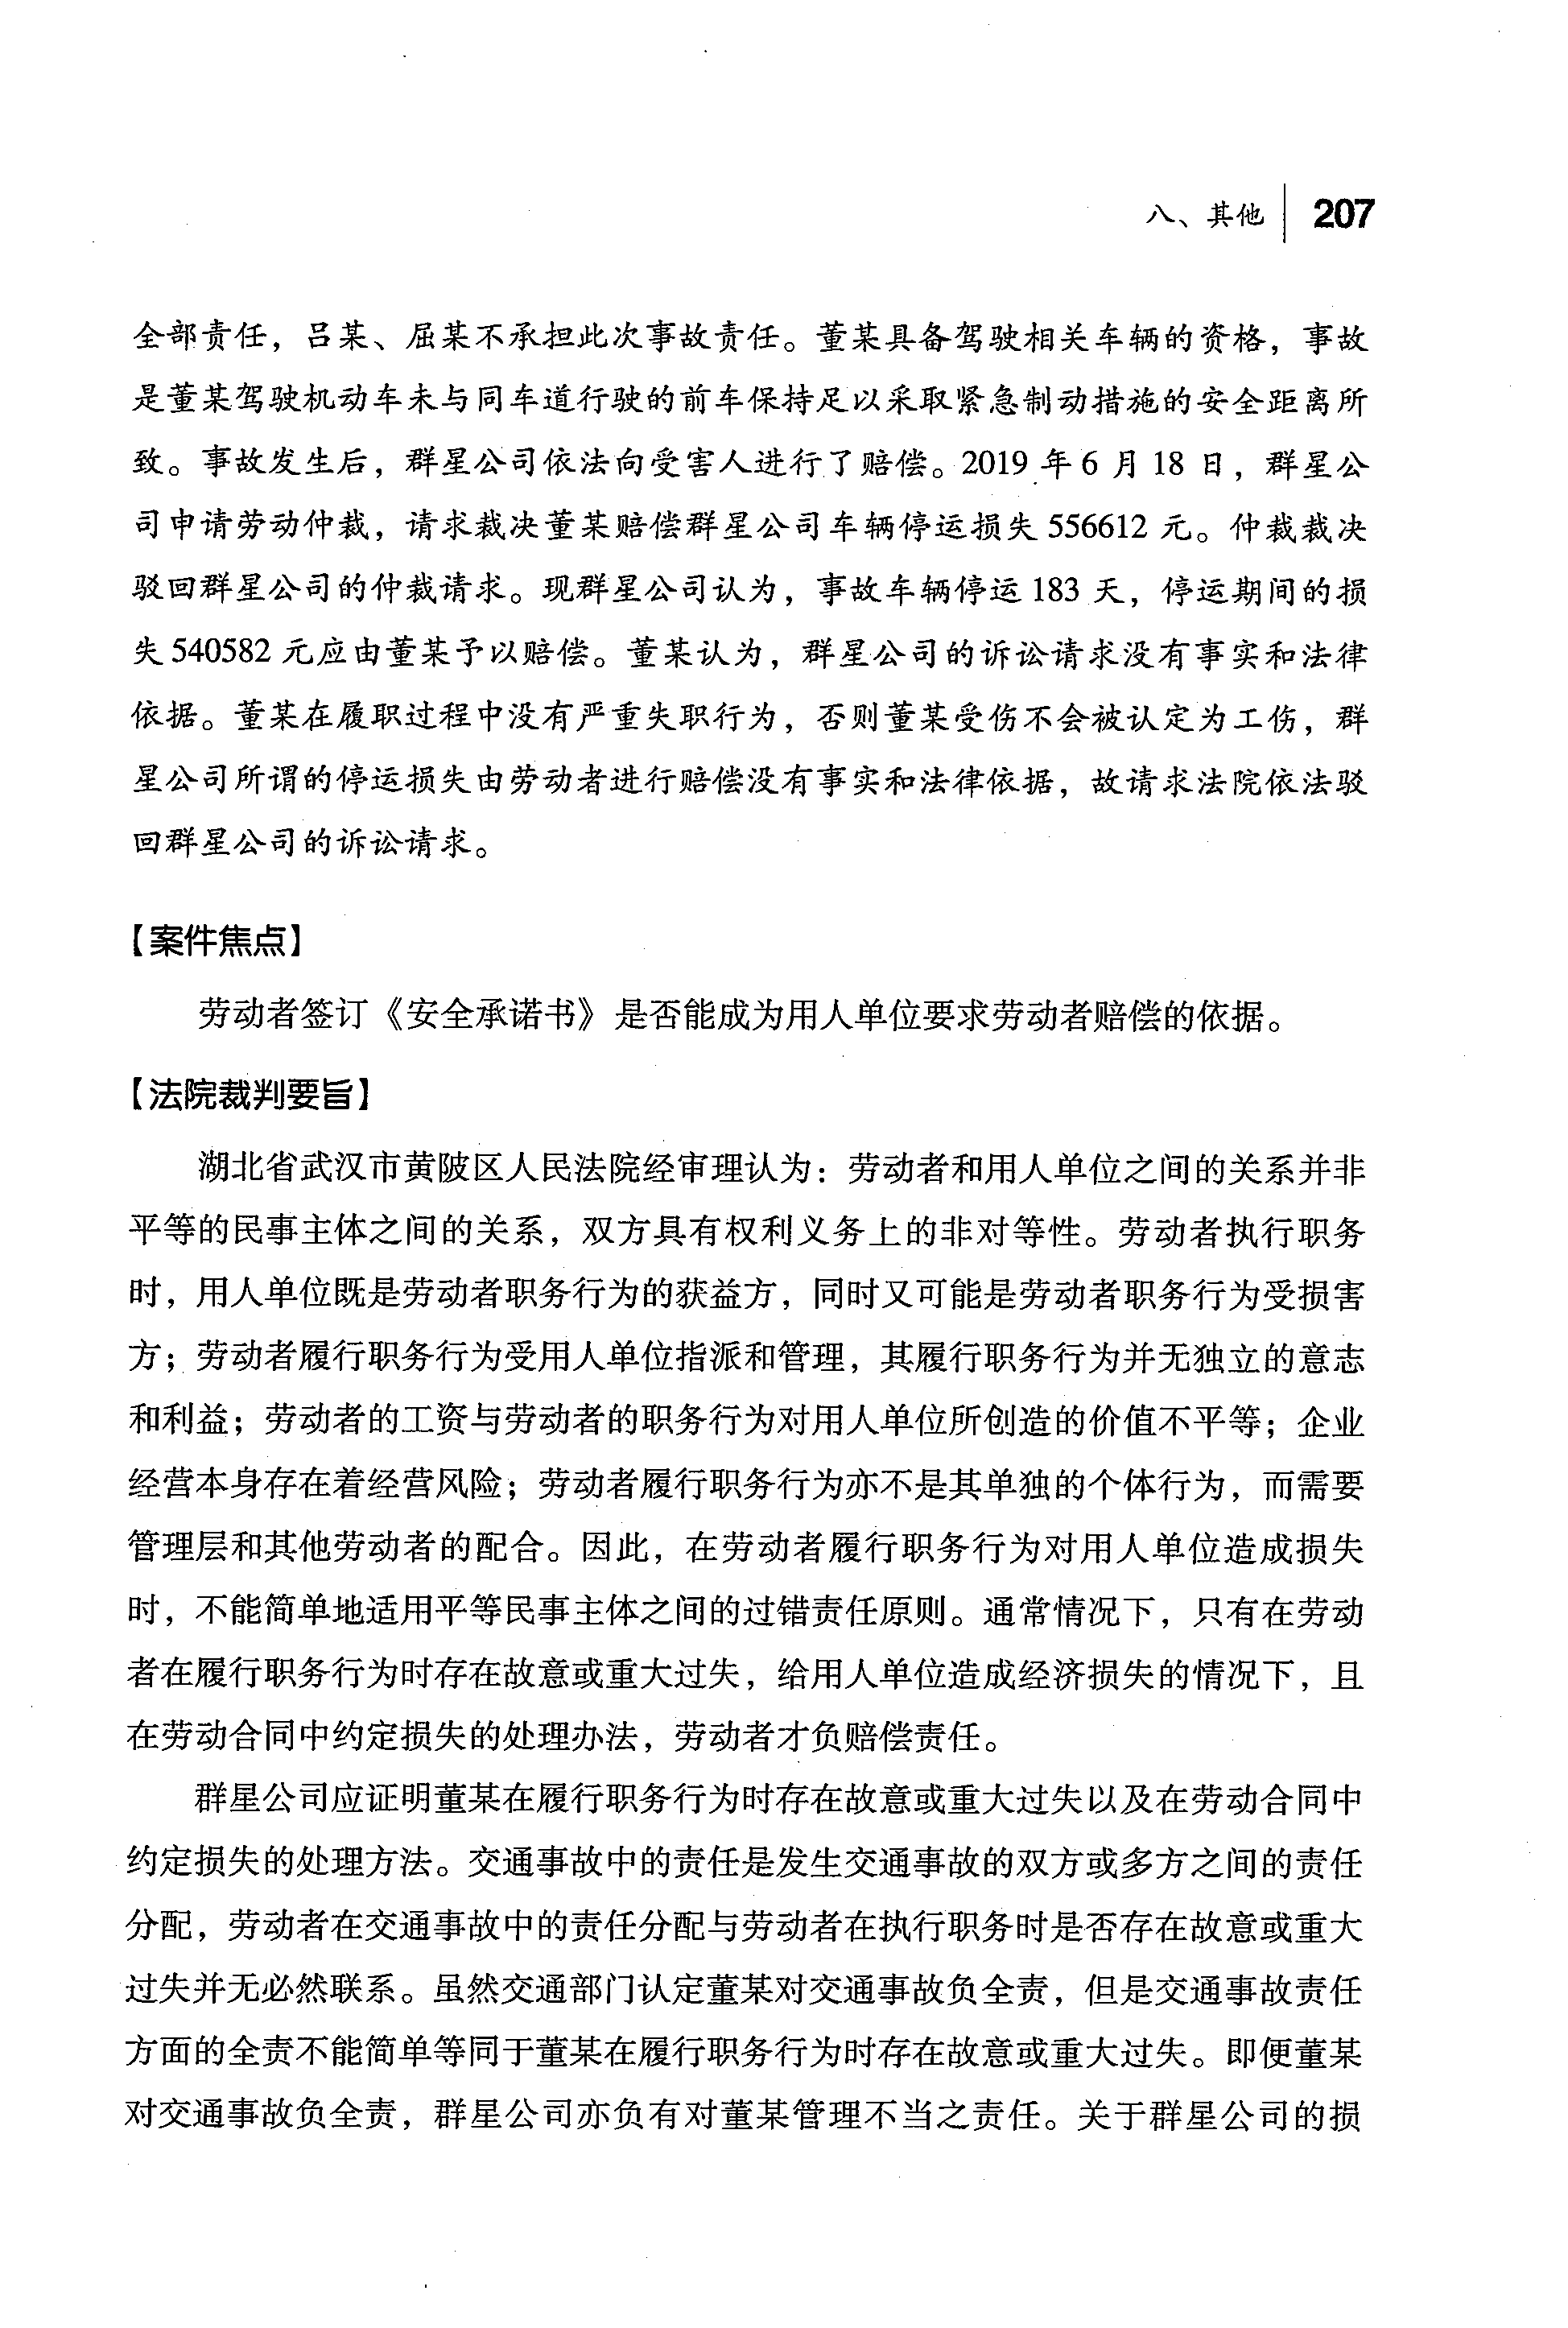 八、其他 207
全部责任，吕某、屈某不承担此次事故责任。董某具备驾驶相关车辆的资格，事故
是董某驾驶机动车未与同车道行驶的前车保持足以采取紧急制动措施的安全距离所
致。事故发生后，群星公司依法向受害人进行了赔偿。2019年6月18日，群星公
司申请劳动仲裁，请求裁决董某赔偿群星公司车辆停运损失556612元。仲裁裁决
驳回群星公司的仲裁请求。现群星公司认为，事故车辆停运183天，停运期间的损
失540582元应由董某予以赔偿。董某认为，群星公司的诉讼请求没有事实和法律
依据。董某在履职过程中没有严重失职行为，否则董某受伤不会被认定为工伤，群
星公司所谓的停运损失由劳动者进行赔偿没有事实和法律依据，故请求法院依法驳
回群星公司的诉讼请求。
【案件焦点】
劳动者签订《安全承诺书》是否能成为用人单位要求劳动者赔偿的依据。
【法院裁判要旨】
湖北省武汉市黄陂区人民法院经审理认为：劳动者和用人单位之间的关系并非
平等的民事主体之间的关系，双方具有权利义务上的非对等性。劳动者执行职务
时，用人单位既是劳动者职务行为的获益方，同时又可能是劳动者职务行为受损害
方；劳动者履行职务行为受用人单位指派和管理，其履行职务行为并无独立的意志
和利益；劳动者的工资与劳动者的职务行为对用人单位所创造的价值不平等；企业
经营本身存在着经营风险；劳动者履行职务行为亦不是其单独的个体行为，而需要
管理层和其他劳动者的配合。因此，在劳动者履行职务行为对用人单位造成损失
时，不能简单地适用平等民事主体之间的过错责任原则。通常情况下，只有在劳动
者在履行职务行为时存在故意或重大过失，给用人单位造成经济损失的情况下，且
在劳动合同中约定损失的处理办法，劳动者才负赔偿责任。
群星公司应证明董某在履行职务行为时存在故意或重大过失以及在劳动合同中
约定损失的处理方法。交通事故中的责任是发生交通事故的双方或多方之间的责任
分配，劳动者在交通事故中的责任分配与劳动者在执行职务时是否存在故意或重大
过失并无必然联系。虽然交通部门认定董某对交通事故负全责，但是交通事故责任
方面的全责不能简单等同于董某在履行职务行为时存在故意或重大过失。即便董某
对交通事故负全责，群星公司亦负有对董某管理不当之责任。关于群星公司的损